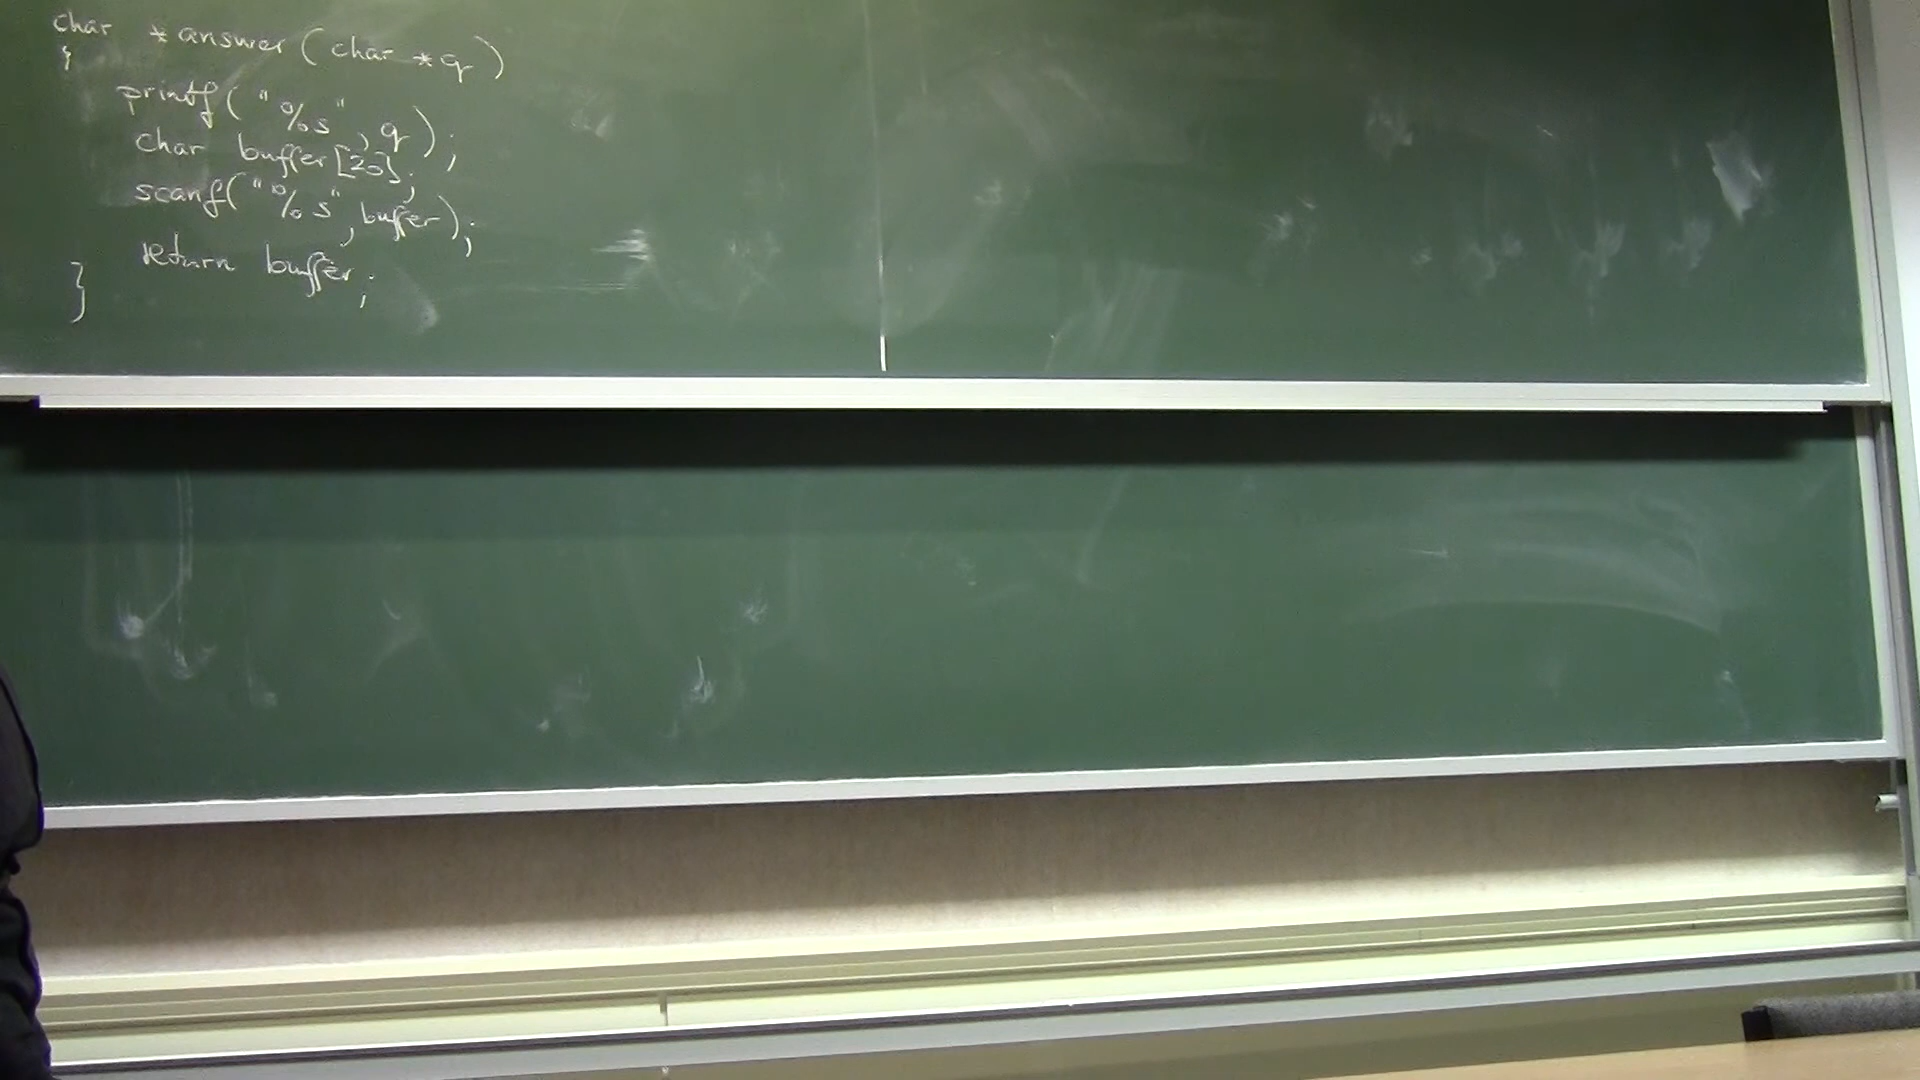 char *answer (char *q)
{
printf("%s", q);
char buffer[20];
scanf("%s", buffer);
return buffer;
}